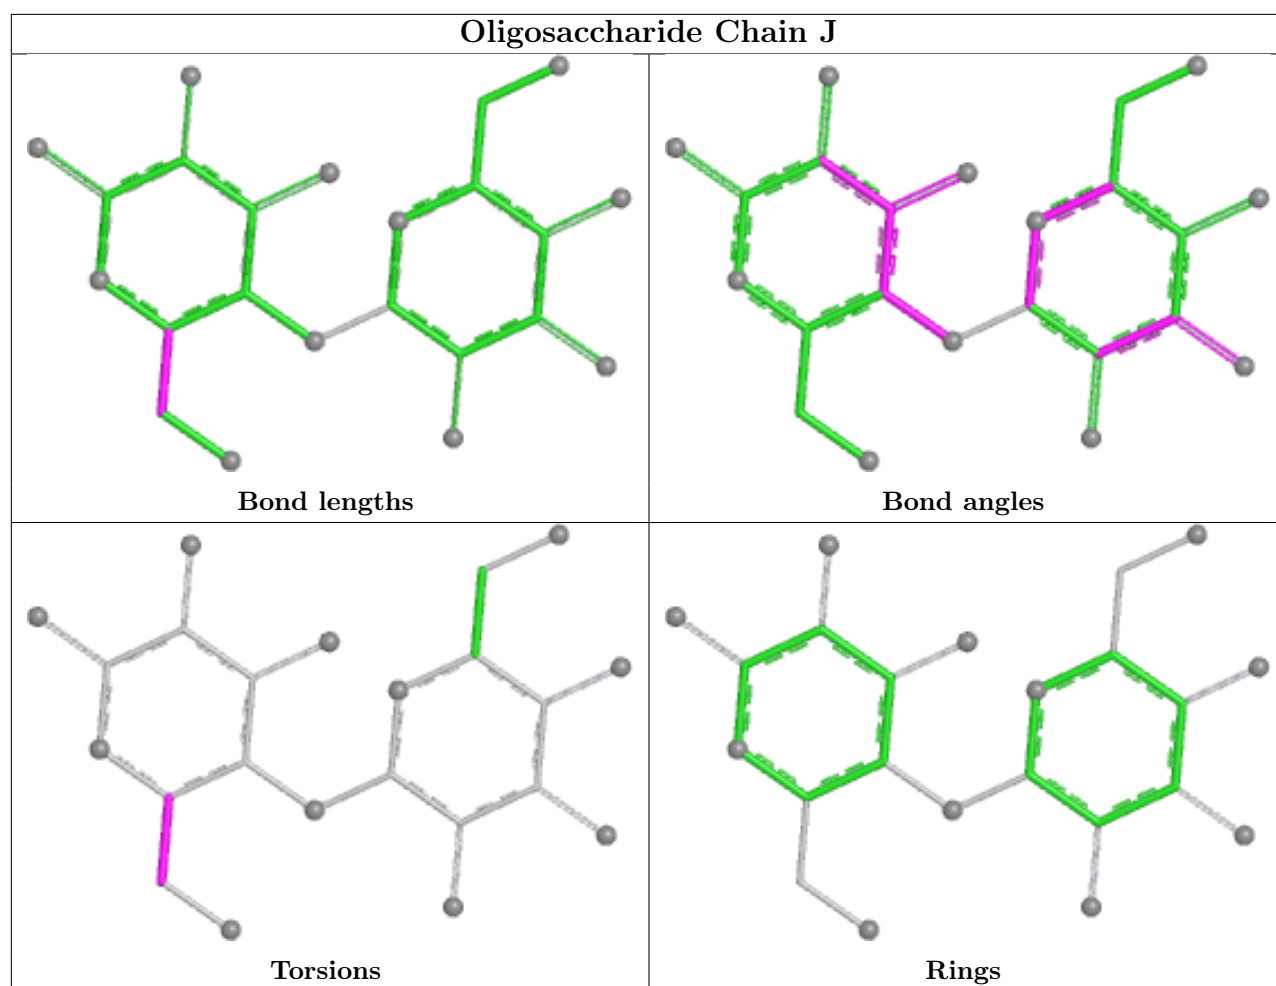 Oligosaccharide Chain J
Bond lengths
Bond angles
Torsions
Rings